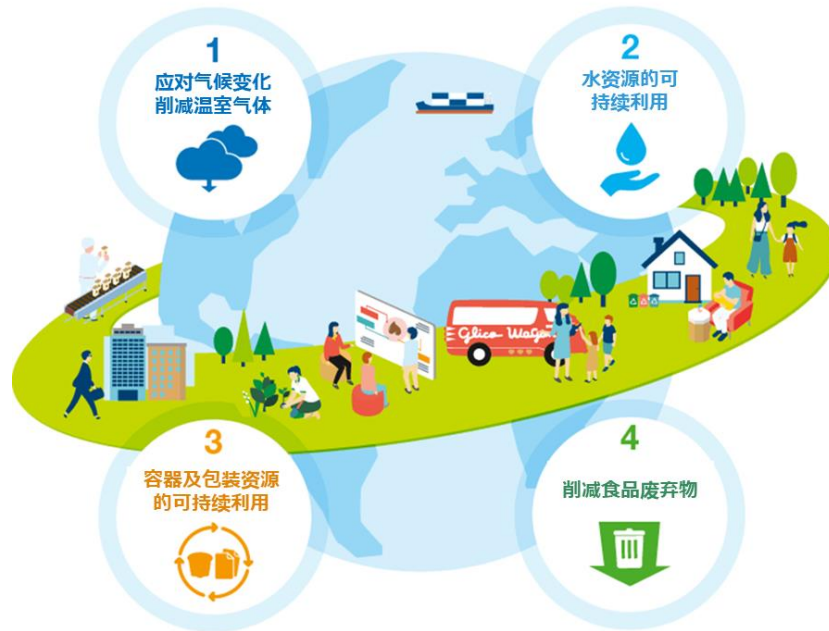 1
应对气候变化
削减温室气体
2
水资源的可
持续利用
Glico Wagon
3
容器及包装资源
的可持续利用
4
削减食品废弃物